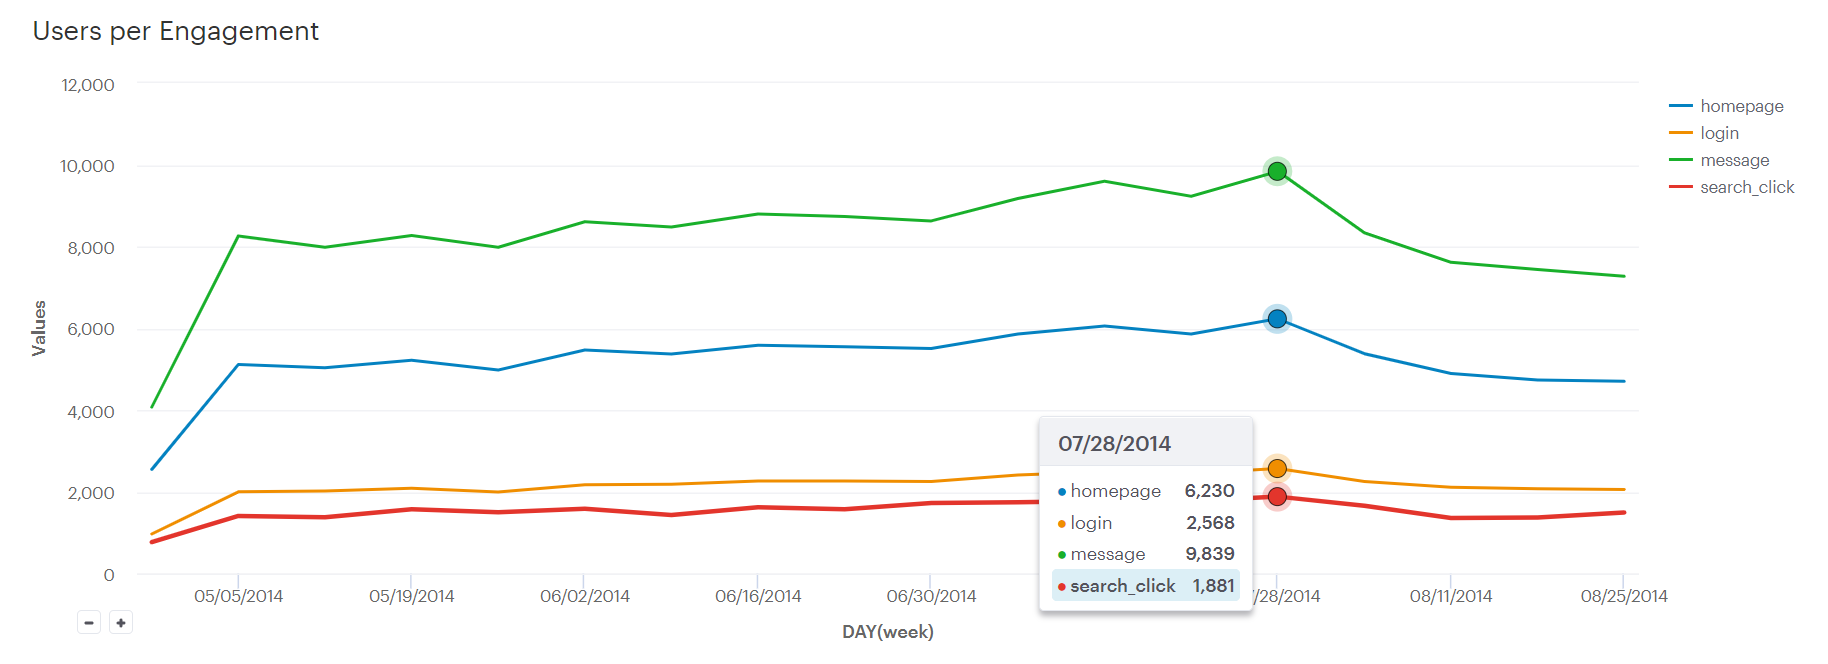 Users per Engagement
12,000
10,000
8,000
6,000
4,000
2,000
0
Values
homepage
login
message
search_click
07/28/2014
homepage 6,230
login 2,568
message 9,839
search_click 1,881
05/05/2014 05/19/2014 06/02/2014 06/16/2014 06/30/2014 /28/2014 08/11/2014 08/25/2014
- +
DAY(week)